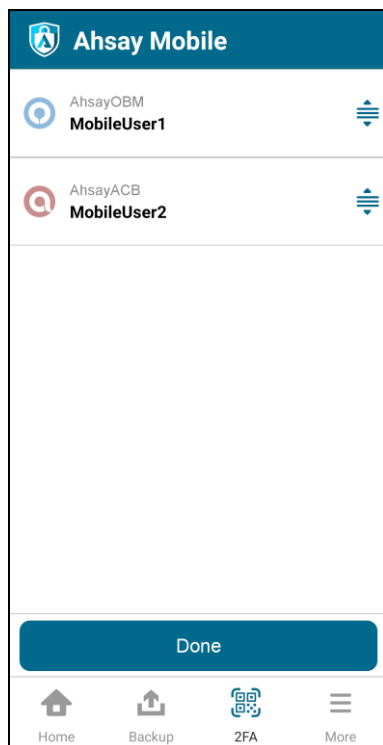 Ahsay Mobile
AhsayOBM
MobileUser1
AhsayACB
MobileUser2
Done
Home Backup 2FA More